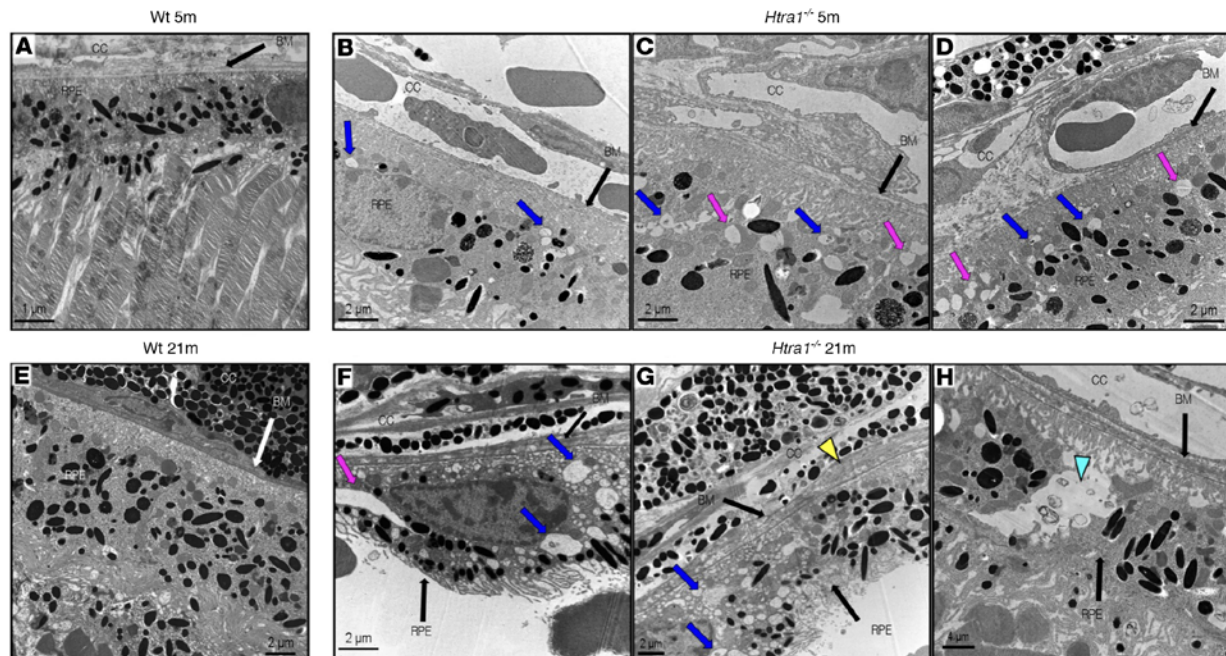 Wt 5m
Htra1-/- 5m
A
CC
BM
RPE
1 µm
B
CC
BM
RPE
2 µm
C
CC
BM
RPE
2 µm
D
CC
BM
RPE
2 µm
Wt 21m
Htra1-/- 21m
E
CC
BM
RPE
2 µm
F
CC
BM
RPE
2 µm
G
CC
BM
RPE
2 µm
H
CC
BM
RPE
4 µm